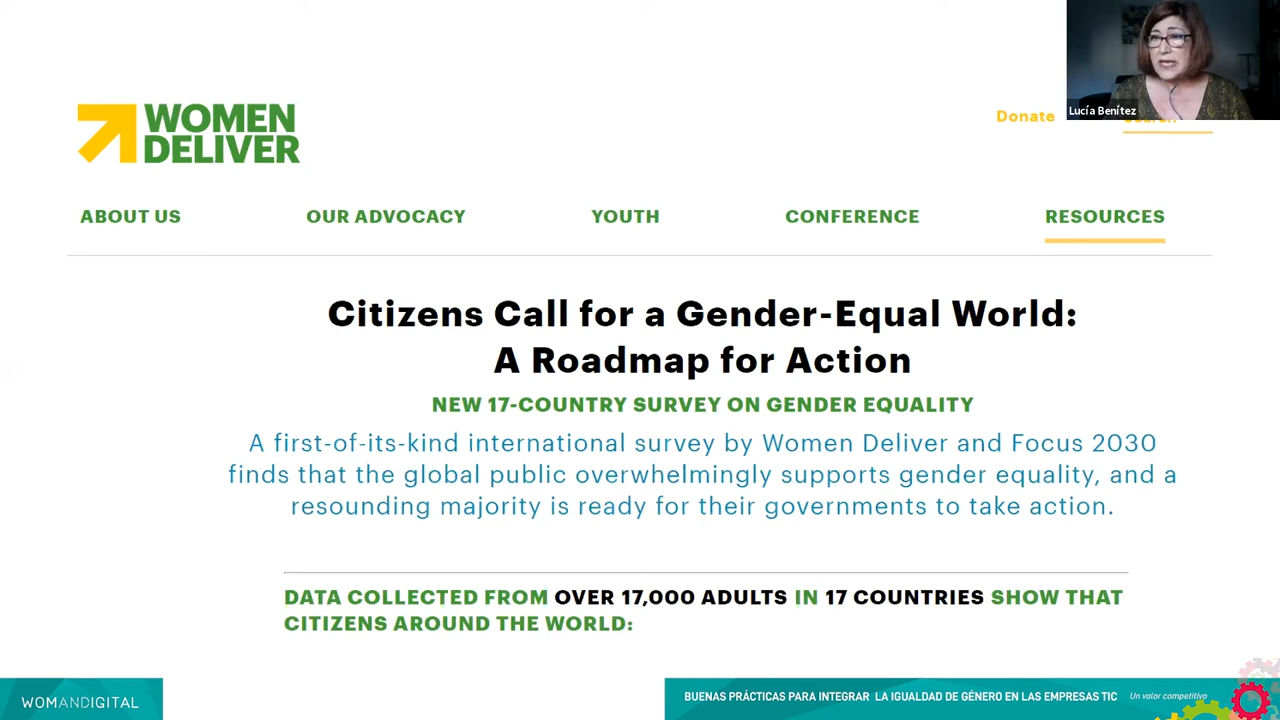 Lucía Benítez
WOMEN
DELIVER
Donate
ABOUT US
OUR ADVOCACY
YOUTH
CONFERENCE
RESOURCES
Citizens Call for a Gender-Equal World:
A Roadmap for Action
NEW 17-COUNTRY SURVEY ON GENDER EQUALITY
A first-of-its-kind international survey by Women Deliver and Focus 2030
finds that the global public overwhelmingly supports gender equality, and a
resounding majority is ready for their governments to take action.
DATA COLLECTED FROM OVER 17,000 ADULTS IN 17 COUNTRIES SHOW THAT
CITIZENS AROUND THE WORLD:
WOMANDIGITAL
BUENAS PRÁCTICAS PARA INTEGRAR LA IGUALDAD DE GÉNERO EN LAS EMPRESAS TIC
Un valor competitivo